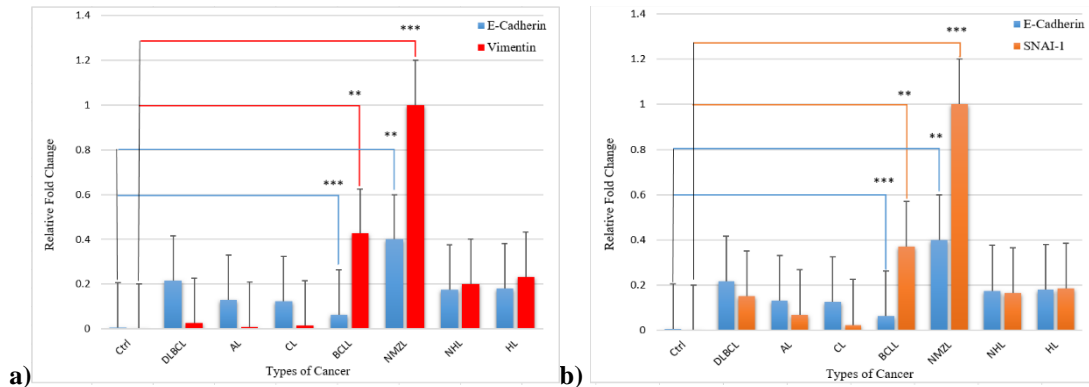 1.4
1.2
1
0.8
0.6
0.4
0.2
0
Relative Fold Change
E-Cadherin
Vimentin
***
**
**
***
Ctrl
DLBCL
AL
CL
BCLL
NMZL
NHL
HL
Types of Cancer
a)
1.4
1.2
1
0.8
0.6
0.4
0.2
0
Relative Fold Change
E-Cadherin
SNAI-1
***
**
**
***
Ctrl
DLBCL
AL
CL
BCLL
NMZL
NHL
HL
Types of Cancer
b)